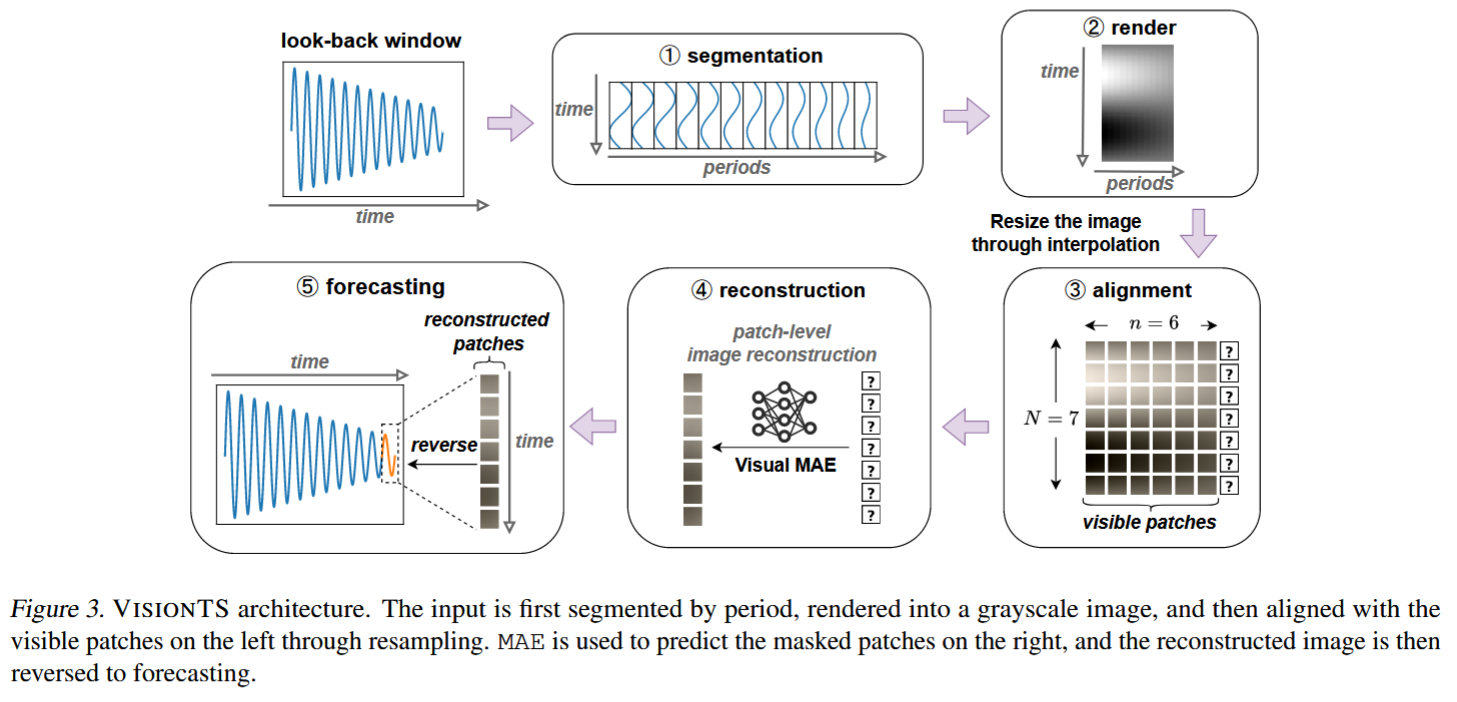 look-back window
time
① segmentation
time
periods
② render
time
periods
Resize the image
through interpolation
③ alignment
n = 6
N = 7
?
?
?
?
?
?
?
visible patches
④ reconstruction
patch-level
image reconstruction
?
?
?
?
?
?
?
Visual MAE
⑤ forecasting
reconstructed
patches
time
reverse
time
Figure 3. VISIONTS architecture. The input is first segmented by period, rendered into a grayscale image, and then aligned with the
visible patches on the left through resampling. MAE is used to predict the masked patches on the right, and the reconstructed image is then
reversed to forecasting.